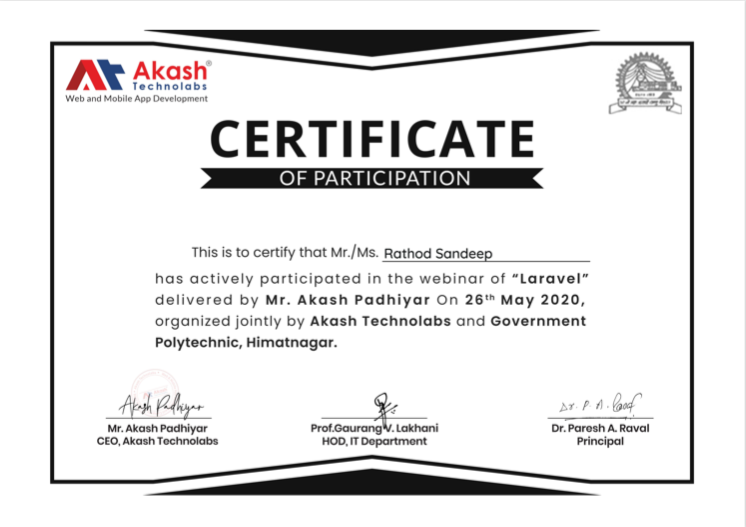 Akash®
Technolabs
Web and Mobile App Development
CERTIFICATE
OF PARTICIPATION
This is to certify that Mr./Ms. Rathod Sandeep
has actively participated in the webinar of “Laravel”
delivered by Mr. Akash Padhiyar On 26th May 2020,
organized jointly by Akash Technolabs and Government
Polytechnic, Himatnagar.
Akash Padhiyar
Dr. P. A. Raval
Mr. Akash Padhiyar
CEO, Akash Technolabs
Prof.Gaurang V. Lakhani
HOD, IT Department
Dr. Paresh A. Raval
Principal